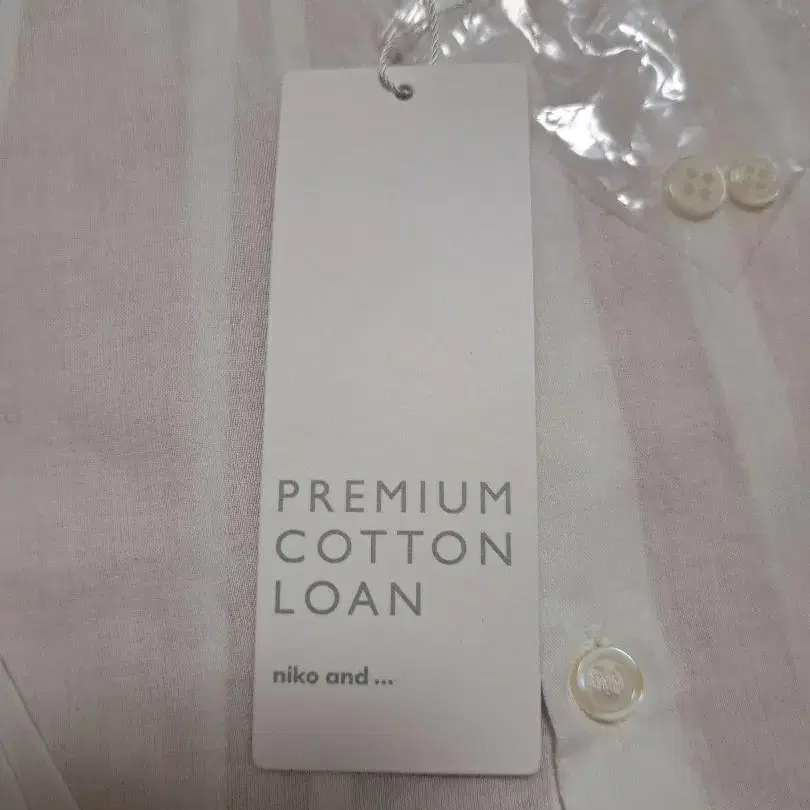 PREMIUM
COTTON
LOAN
niko and ...